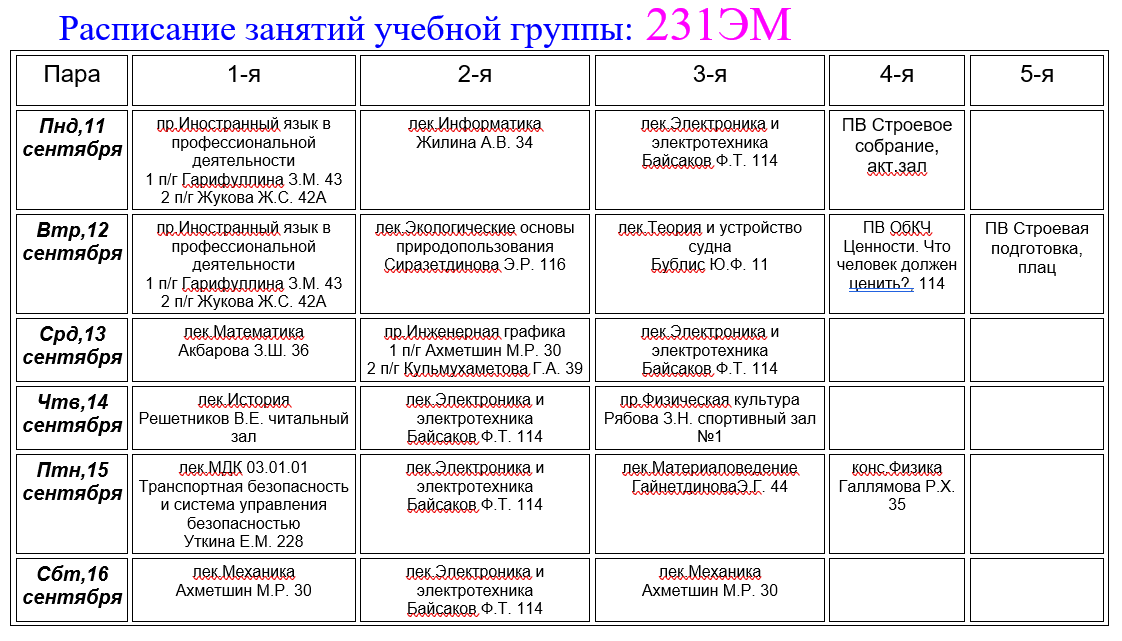 Расписание занятий учебной группы: 231ЭМ
Пара
1-я
2-я
3-я
4-я
5-я
Пнд,11
сентября
пр.Иностранный язык в
профессиональной
деятельности
1 п/г Гарифуллина З.М. 43
2 п/г Жукова Ж.С. 42А
лек.Информатика
Жилина А.В. 34
лек.Электроника и
электротехника
Байсаков Ф.Т. 114
ПВ Строевое
собрание,
акт.зал
Втр,12
сентября
пр.Иностранный язык в
профессиональной
деятельности
1 п/г Гарифуллина З.М. 43
2 п/г Жукова Ж.С. 42А
лек.Экологические основы
природопользования
Сиразетдинова Э.Р. 116
лек.Теория и устройство
судна
Бублис Ю.Ф. 11
ПВ ОбКЧ
Ценности. Что
человек должен
ценить?. 114
ПВ Строевая
подготовка,
плац
Срд,13
сентября
лек.Математика
Акбарова З.Ш. 36
пр.Инженерная графика
1 п/г Ахметшин М.Р. 30
2 п/г Кульмухаметова Г.А. 39
лек.Электроника и
электротехника
Байсаков Ф.Т. 114
Чтв,14
сентября
лек.История
Решетников В.Е. читальный
зал
лек.Электроника и
электротехника
Байсаков Ф.Т. 114
пр.Физическая культура
Рябова З.Н. спортивный зал
№1
Птн,15
сентября
лек.МДК 03.01.01
Транспортная безопасность
и система управления
безопасностью
Уткина Е.М. 228
лек.Электроника и
электротехника
Байсаков Ф.Т. 114
лек.Материаловедение
ГайнетдиноваЭ.Г. 44
конс.Физика
Галлямова Р.Х.
35
Сбт,16
сентября
лек.Механика
Ахметшин М.Р. 30
лек.Электроника и
электротехника
Байсаков Ф.Т. 114
лек.Механика
Ахметшин М.Р. 30